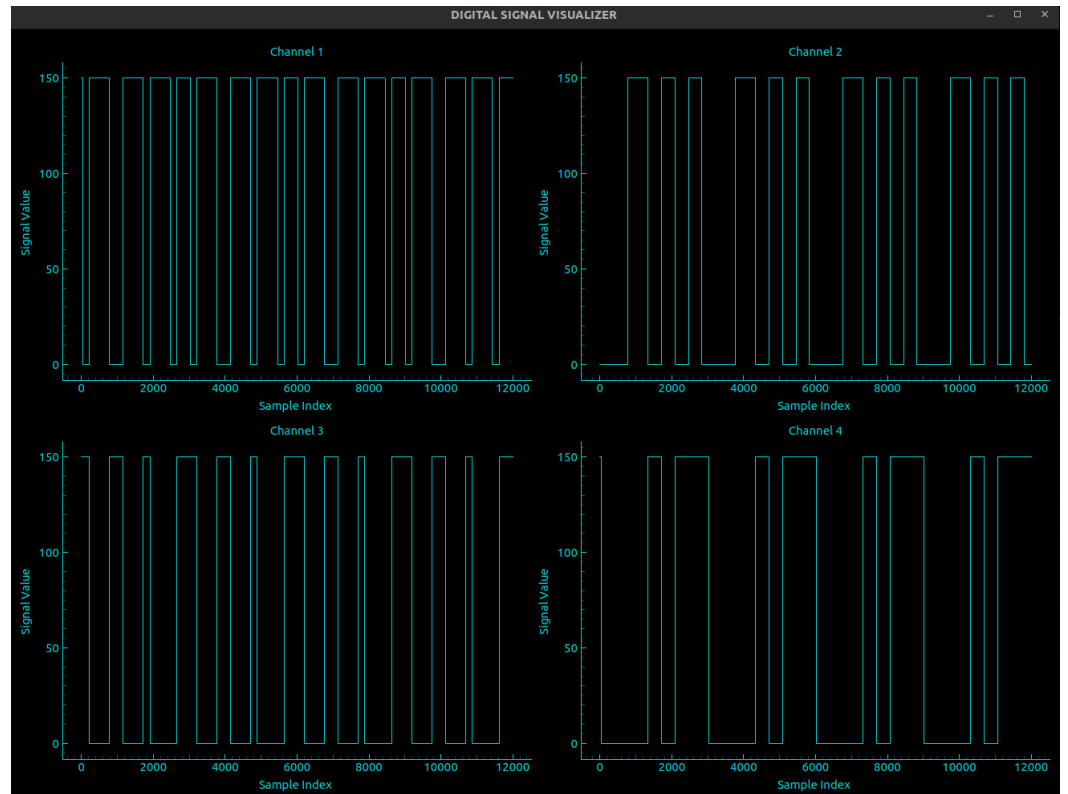 DIGITAL SIGNAL VISUALIZER
Channel 1
Signal Value
150
100
50
0
0 2000 4000 6000 8000 10000 12000
Sample Index
Channel 2
Signal Value
150
100
50
0
0 2000 4000 6000 8000 10000 12000
Sample Index
Channel 3
Signal Value
150
100
50
0
0 2000 4000 6000 8000 10000 12000
Sample Index
Channel 4
Signal Value
150
100
50
0
0 2000 4000 6000 8000 10000 12000
Sample Index